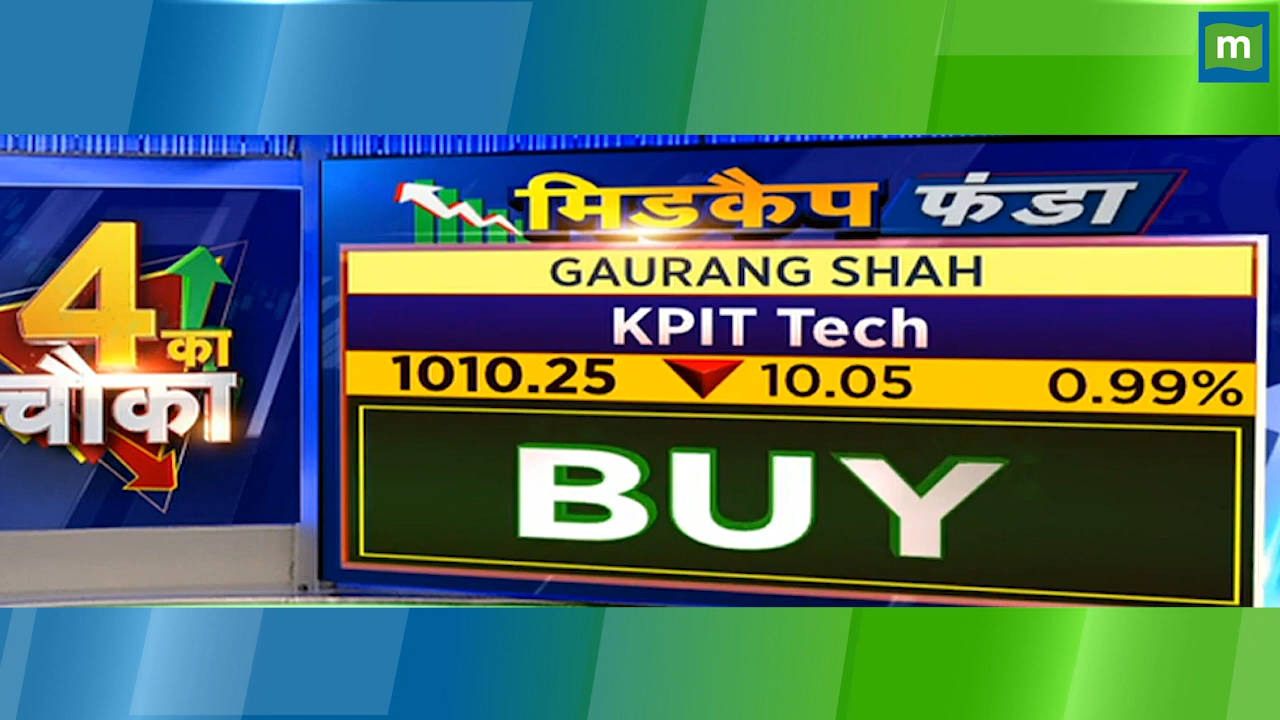 m
मिडकैप फंडा
GAURANG SHAH
KPIT Tech
1010.25 10.05 0.99%
BUY
4 का
चौका